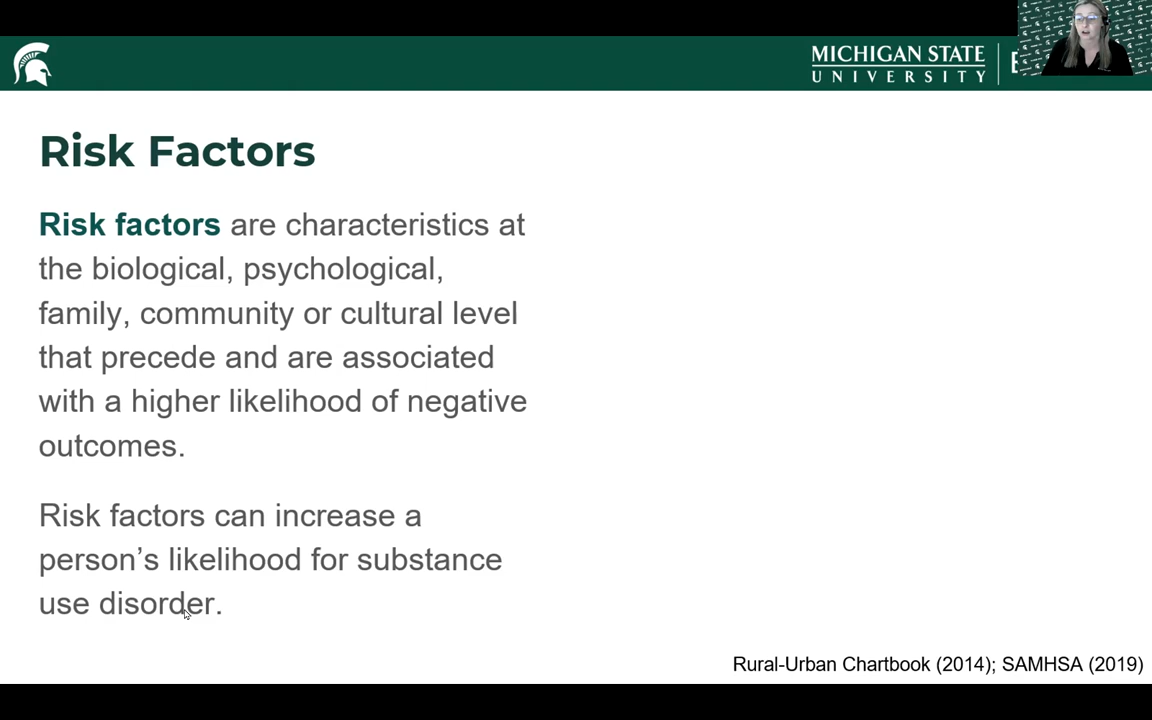 MICHIGAN STATE
UNIVERSITY
Risk Factors
Risk factors are characteristics at
the biological, psychological,
family, community or cultural level
that precede and are associated
with a higher likelihood of negative
outcomes.
Risk factors can increase a
person’s likelihood for substance
use disorder.
Rural-Urban Chartbook (2014); SAMHSA (2019)